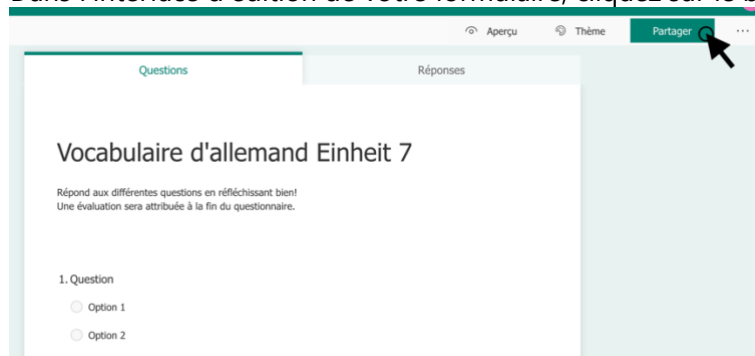 Dans l'interface d'édition de votre formulaire, cliquez sur le b
Aperçu Thème Partager ...
Questions Réponses
Vocabulaire d'allemand Einheit 7
Répond aux différentes questions en réfléchissant bien!
Une évaluation sera attribuée à la fin du questionnaire.
1. Question
Option 1
Option 2